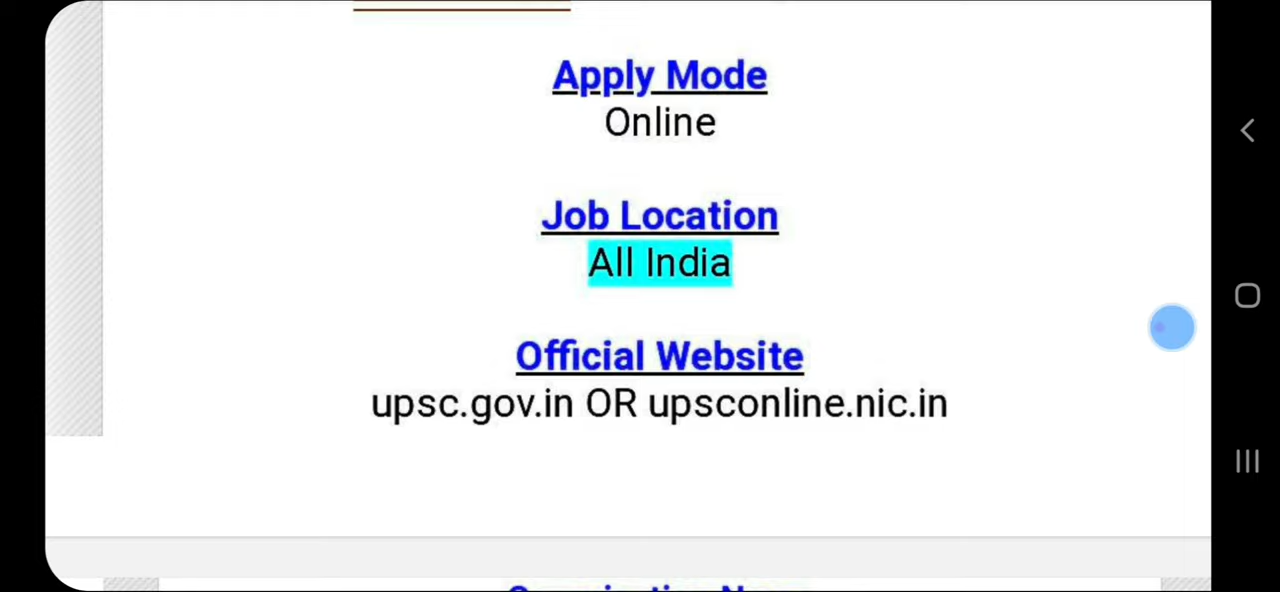 Apply Mode
Online
Job Location
All India
Official Website
upsc.gov.in OR upsconline.nic.in